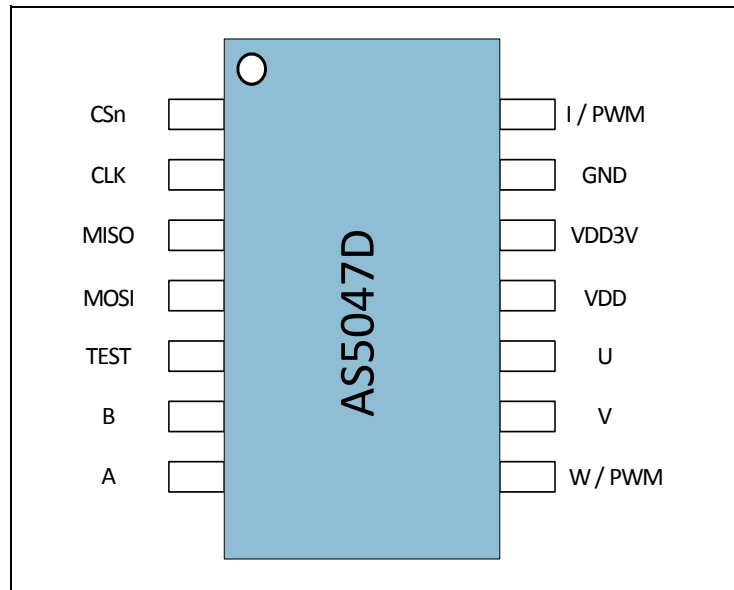 CSn
CLK
MISO
MOSI
TEST
B
A
AS5047D
I / PWM
GND
VDD3V
VDD
U
V
W / PWM